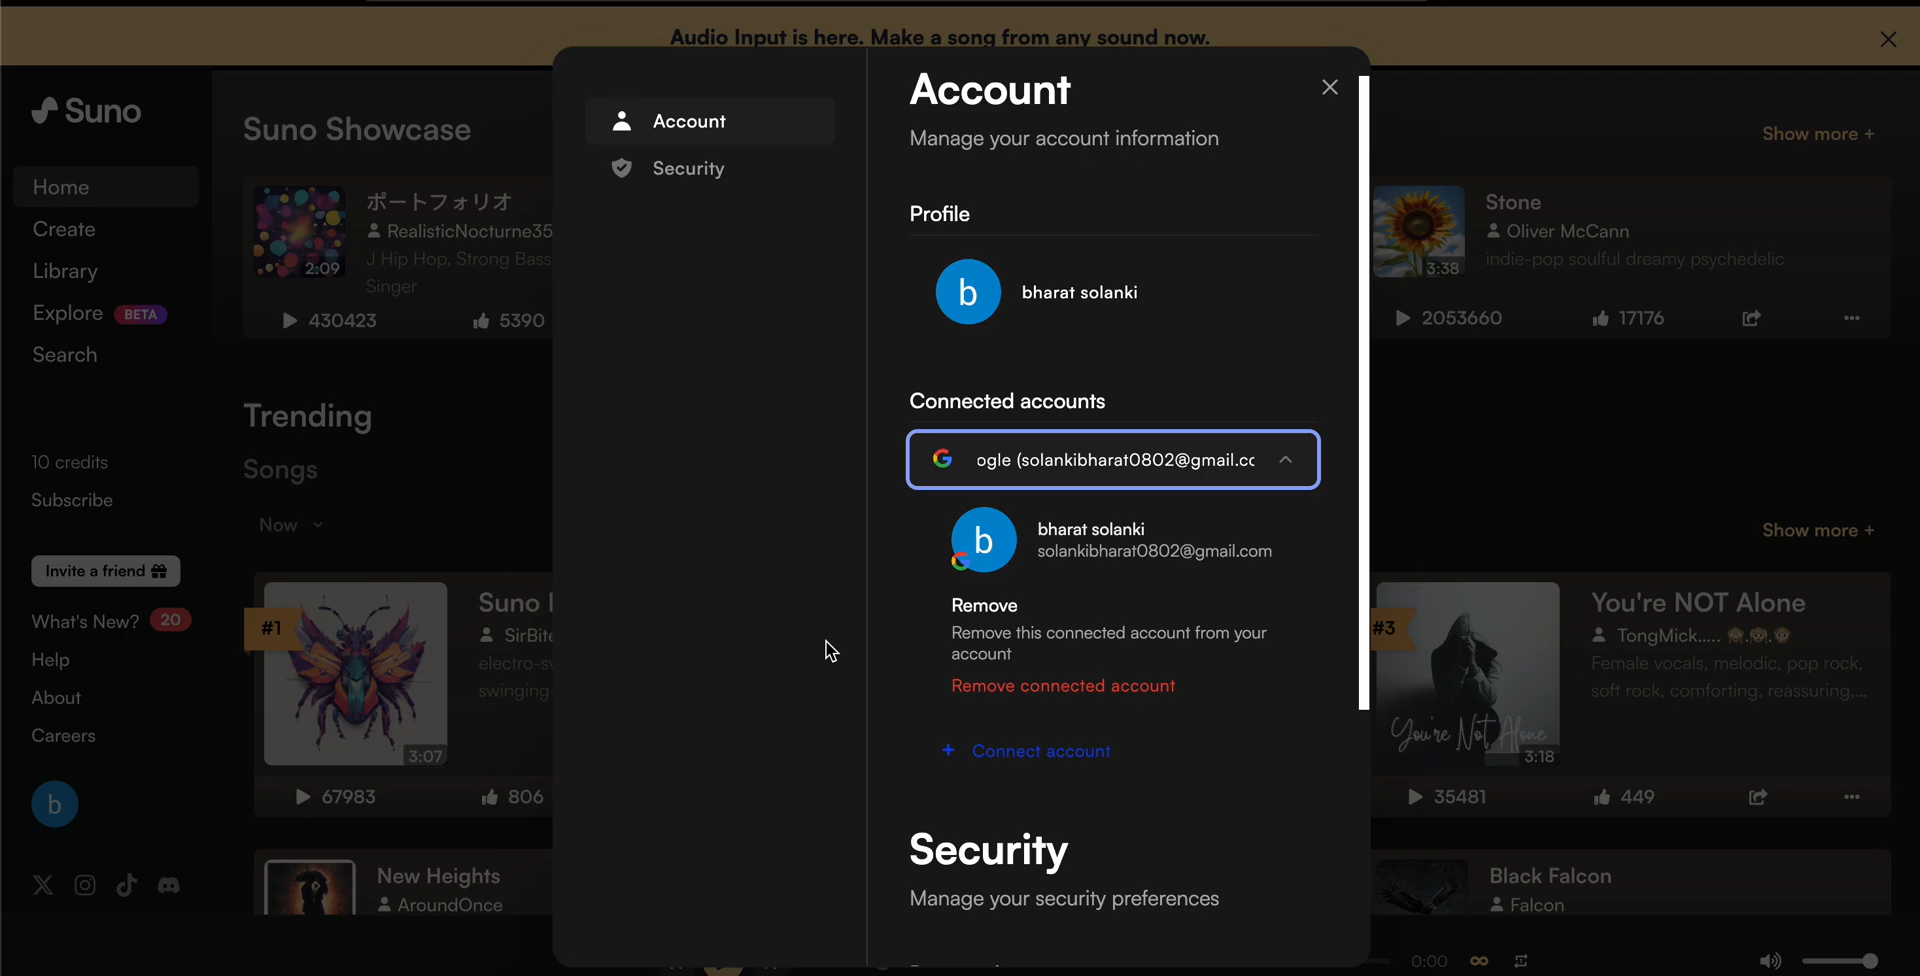 Audio Input is here. Make a song from any sound now.
Suno
Home
Create
Library
Explore BETA
Search
10 credits
Subscribe
Invite a friend
What's New? 20
Help
About
Careers
b
Suno Showcase
Show more +
ポートフォリオ
RealisticNocturne35
J Hip Hop, Strong Bass
Singer
2:09
430423 5390
Trending
Songs
Now
Show more +
#1
Suno
SirBite
electro-sw
swinging
3:07
67983 806
New Heights
AroundOnce
Account
Security
Account
Manage your account information
Profile
b
bharat solanki
Connected accounts
ogle (solankibharat0802@gmail.cc
b
bharat solanki
solankibharat0802@gmail.com
Remove
Remove this connected account from your
account
Remove connected account
+ Connect account
Security
Manage your security preferences
Stone
Oliver McCann
indie-pop soulful dreamy psychedelic
3:38
2053660 17176
#3
You're NOT Alone
TongMick.....
Female vocals, melodic, pop rock,
soft rock, comforting, reassuring,...
You're Not Alone
3:18
35481 449
Black Falcon
Falcon
0:00